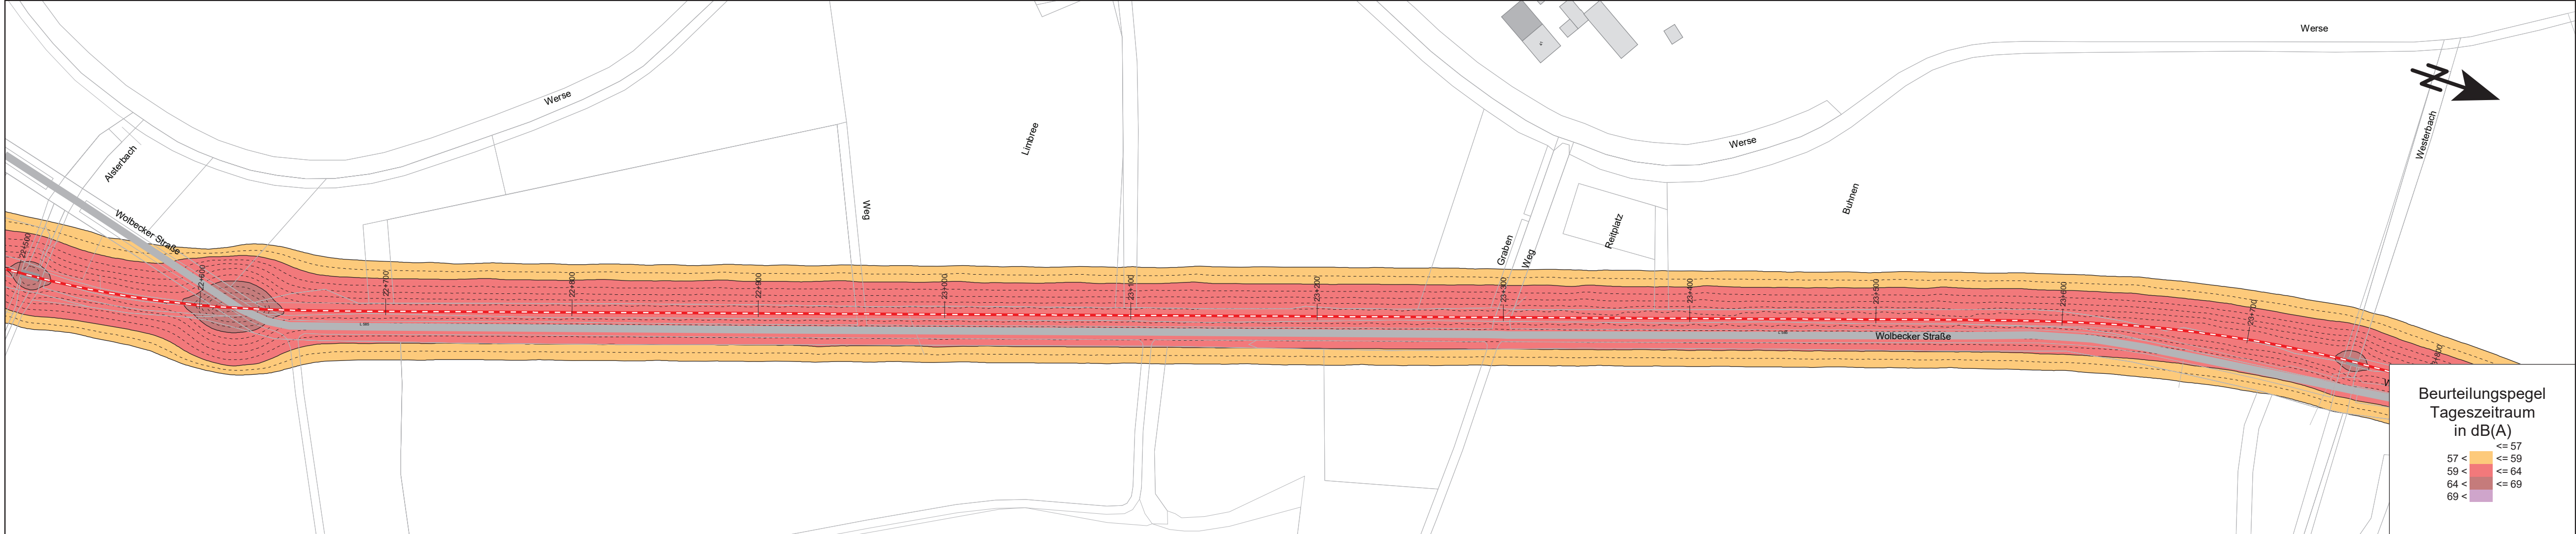 Werse
Werse
Werse
Limbree
Alsterbach
Westerbach
Wolbecker Straße
Weg
Buhnen
Reitplatz
Graben
Weg
22+500
22+600
22+700
22+800
22+900
23+000
23+100
23+200
23+300
23+400
23+500
23+600
Wolbecker Straße
Beurteilungspegel
Tageszeitraum
in dB(A)
<= 57
57 < <= 59
59 < <= 64
64 < <= 69
69 <